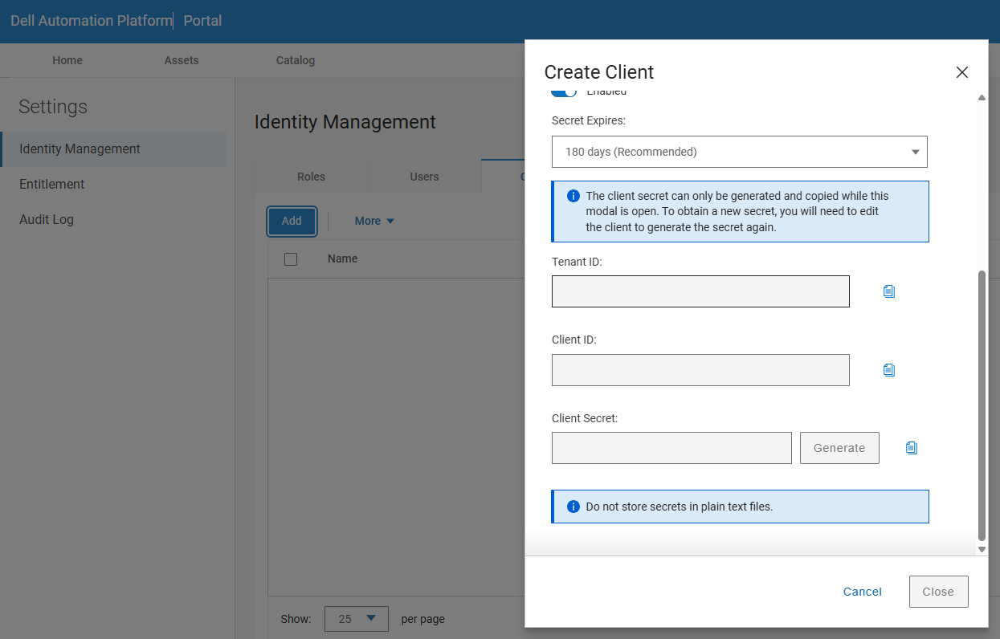 Dell Automation Platform Portal
Home Assets Catalog
Settings
Identity Management
Entitlement
Audit Log
Identity Management
Roles Users
Add More
Name
Show: 25 per page
Create Client
Enabled
Secret Expires:
180 days (Recommended)
The client secret can only be generated and copied while this
modal is open. To obtain a new secret, you will need to edit
the client to generate the secret again.
Tenant ID:
Client ID:
Client Secret:
Generate
Do not store secrets in plain text files.
Cancel Close